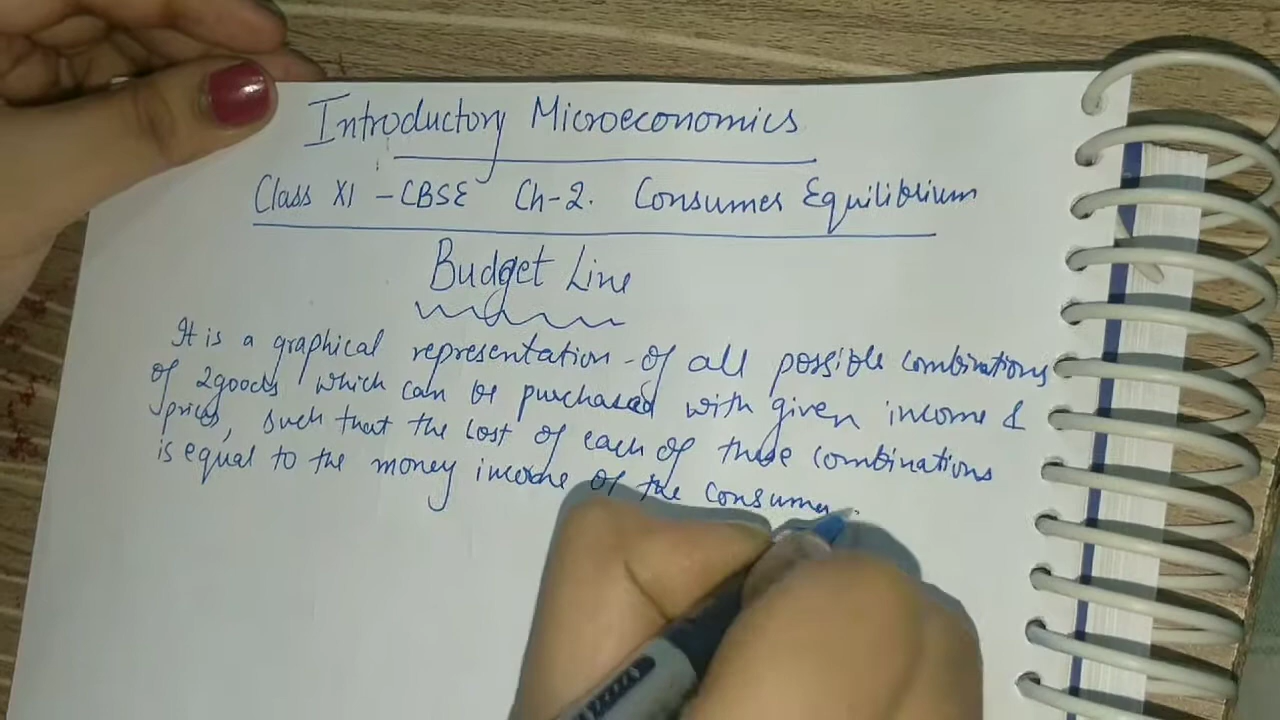 Introductory Microeconomics
Class XI - CBSE Ch-2. Consumer Equilibrium
Budget Line
It is a graphical representation - of all possible combinations
of 2 goods which can be purchased with given income &
prices, such that the cost of each of these combinations
is equal to the money income of the consumer.